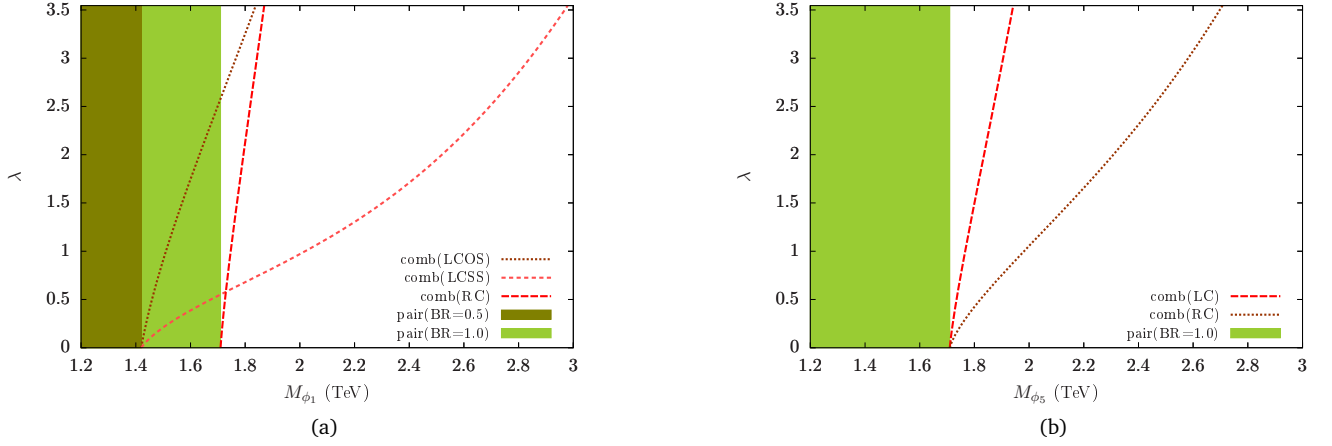 3.5
3
2.5
2
1.5
1
0.5
0
λ
1.2 1.4 1.6 1.8 2 2.2 2.4 2.6 2.8 3
comb(LCOS)
comb(LCSS)
comb(RC)
pair(BR=0.5)
pair(BR=1.0)
M_{ϕ_1} (TeV)
(a)
3.5
3
2.5
2
1.5
1
0.5
0
λ
1.2 1.4 1.6 1.8 2 2.2 2.4 2.6 2.8 3
comb(LC)
comb(RC)
pair(BR=1.0)
M_{ϕ_5} (TeV)
(b)